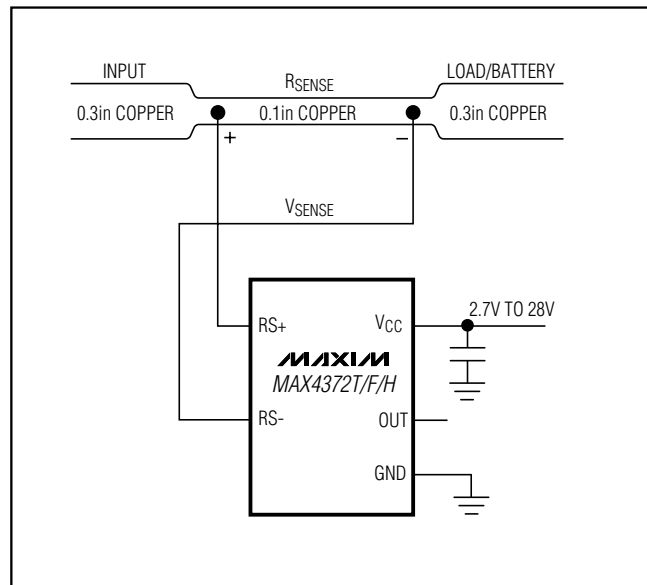 INPUT RSENSE LOAD/BATTERY
0.3in COPPER 0.1in COPPER 0.3in COPPER
+ −
VSENSE
2.7V TO 28V
RS+ VCC
MAXIM
MAX4372T/F/H
RS- OUT
GND